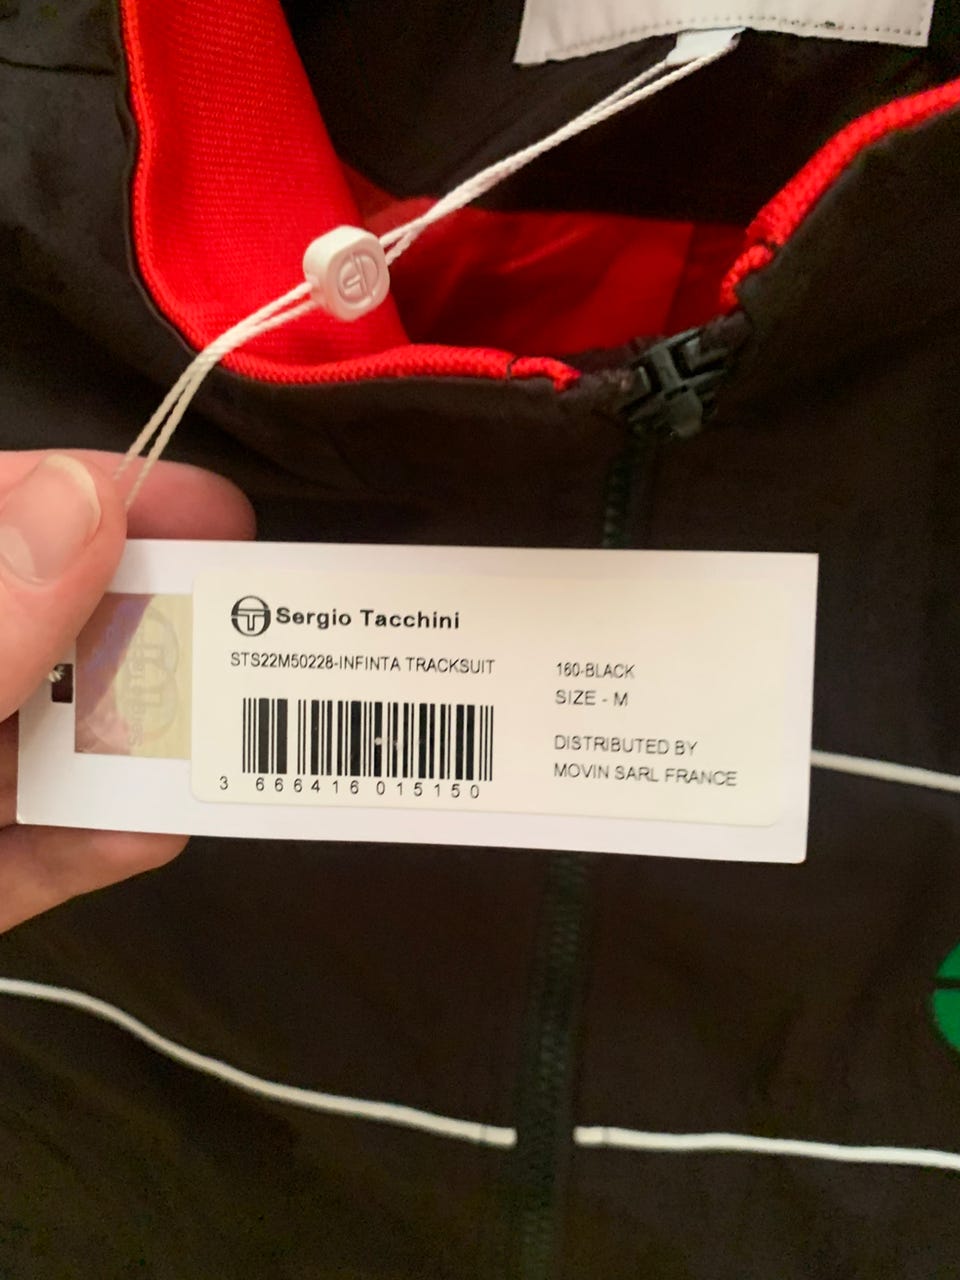 Sergio Tacchini
STS22M50228-INFINTA TRACKSUIT
160-BLACK
SIZE - M
DISTRIBUTED BY
MOVIN SARL FRANCE
3 666416 015150